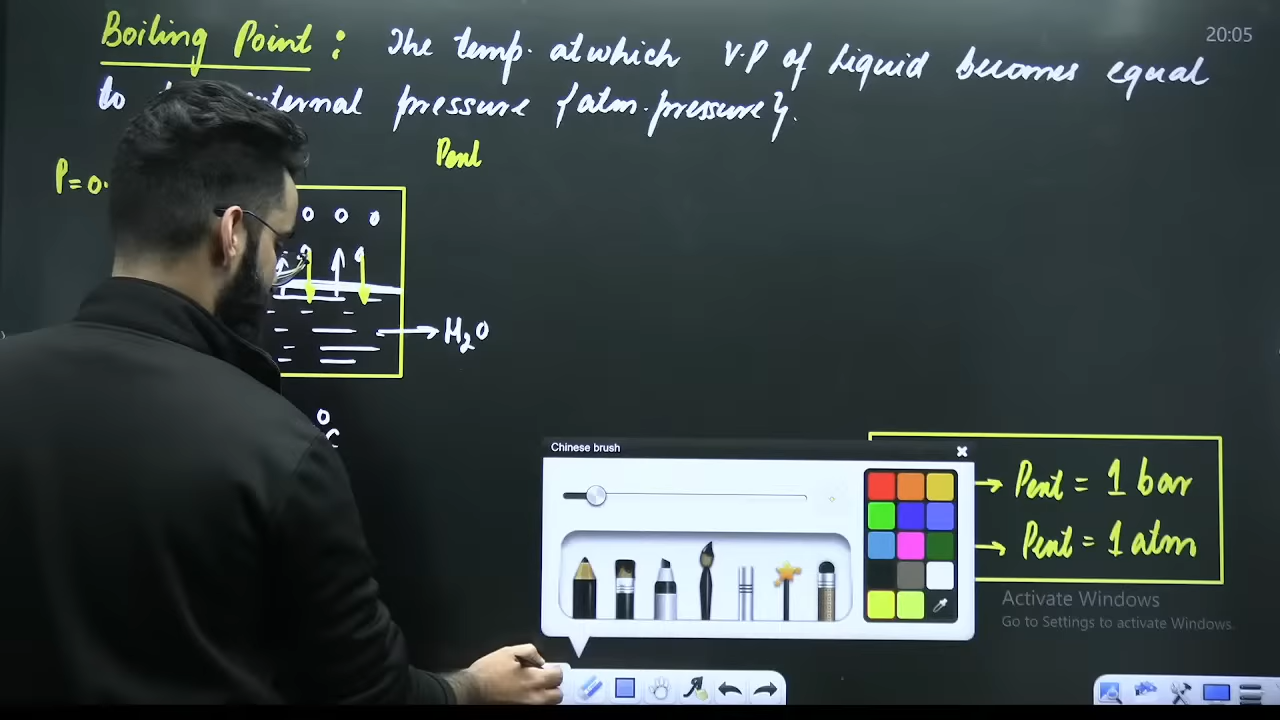 20:05
Boiling Point : The temp. at which V.P of Liquid becomes equal
to external pressure {atm. pressure}.
Pext
P=0.
H2O
°C
Chinese brush
→ Pext = 1 bar
→ Pext = 1 atm
Activate Windows
Go to Settings to activate Windows.